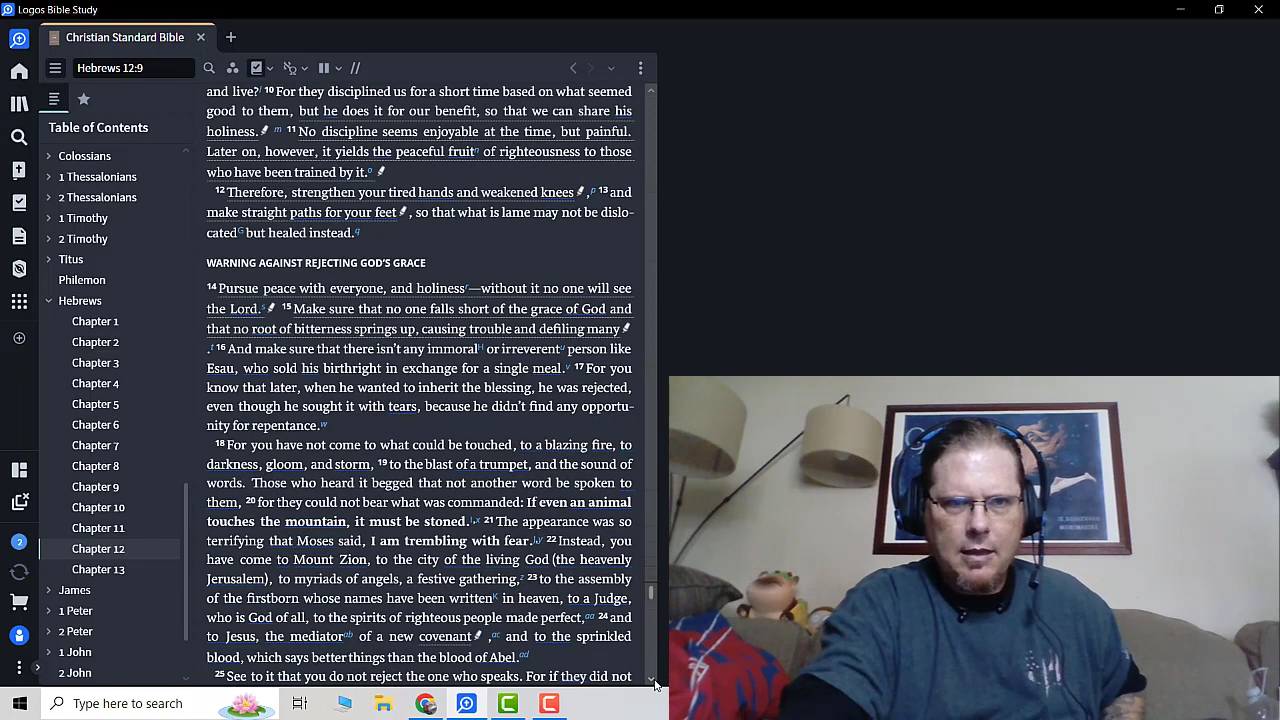 Logos Bible Study
Christian Standard Bible
Hebrews 12:9
Table of Contents
Colossians
1 Thessalonians
2 Thessalonians
1 Timothy
2 Timothy
Titus
Philemon
Hebrews
Chapter 1
Chapter 2
Chapter 3
Chapter 4
Chapter 5
Chapter 6
Chapter 7
Chapter 8
Chapter 9
Chapter 10
Chapter 11
Chapter 12
Chapter 13
James
1 Peter
2 Peter
1 John
2 John
2
and live?l 10 For they disciplined us for a short time based on what seemed
good to them, but he does it for our benefit, so that we can share his
holiness. m 11 No discipline seems enjoyable at the time, but painful.
Later on, however, it yields the peaceful fruitn of righteousness to those
who have been trained by it.o
12 Therefore, strengthen your tired hands and weakened knees ,p 13 and
make straight paths for your feet , so that what is lame may not be dislo-
catedG but healed instead.q
WARNING AGAINST REJECTING GOD’S GRACE
14 Pursue peace with everyone, and holinessr—without it no one will see
the Lord.s 15 Make sure that no one falls short of the grace of God and
that no root of bitterness springs up, causing trouble and defiling many
.t 16 And make sure that there isn’t any immoralH or irreverentu person like
Esau, who sold his birthright in exchange for a single meal.v 17 For you
know that later, when he wanted to inherit the blessing, he was rejected,
even though he sought it with tears, because he didn’t find any opportu-
nity for repentance.w
18 For you have not come to what could be touched, to a blazing fire, to
darkness, gloom, and storm, 19 to the blast of a trumpet, and the sound of
words. Those who heard it begged that not another word be spoken to
them, 20 for they could not bear what was commanded: If even an animal
touches the mountain, it must be stoned.I,x 21 The appearance was so
terrifying that Moses said, I am trembling with fear.J,y 22 Instead, you
have come to Mount Zion, to the city of the living God (the heavenly
Jerusalem), to myriads of angels, a festive gathering,z 23 to the assembly
of the firstborn whose names have been writtenK in heaven, to a Judge,
who is God of all, to the spirits of righteous people made perfect,aa 24 and
to Jesus, the mediatorab of a new covenant ,ac and to the sprinkled
blood, which says better things than the blood of Abel.ad
25 See to it that you do not reject the one who speaks. For if they did not
Type here to search